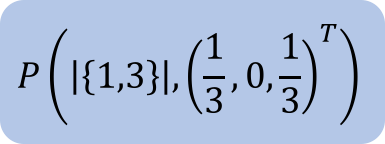 P(|{1,3}|, (1/3, 0, 1/3)^T)